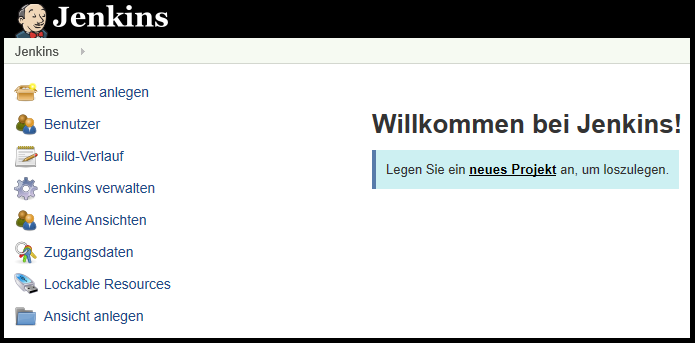 Jenkins
Jenkins
Element anlegen
Benutzer
Build-Verlauf
Jenkins verwalten
Meine Ansichten
Zugangsdaten
Lockable Resources
Ansicht anlegen
Willkommen bei Jenkins!
Legen Sie ein neues Projekt an, um loszulegen.